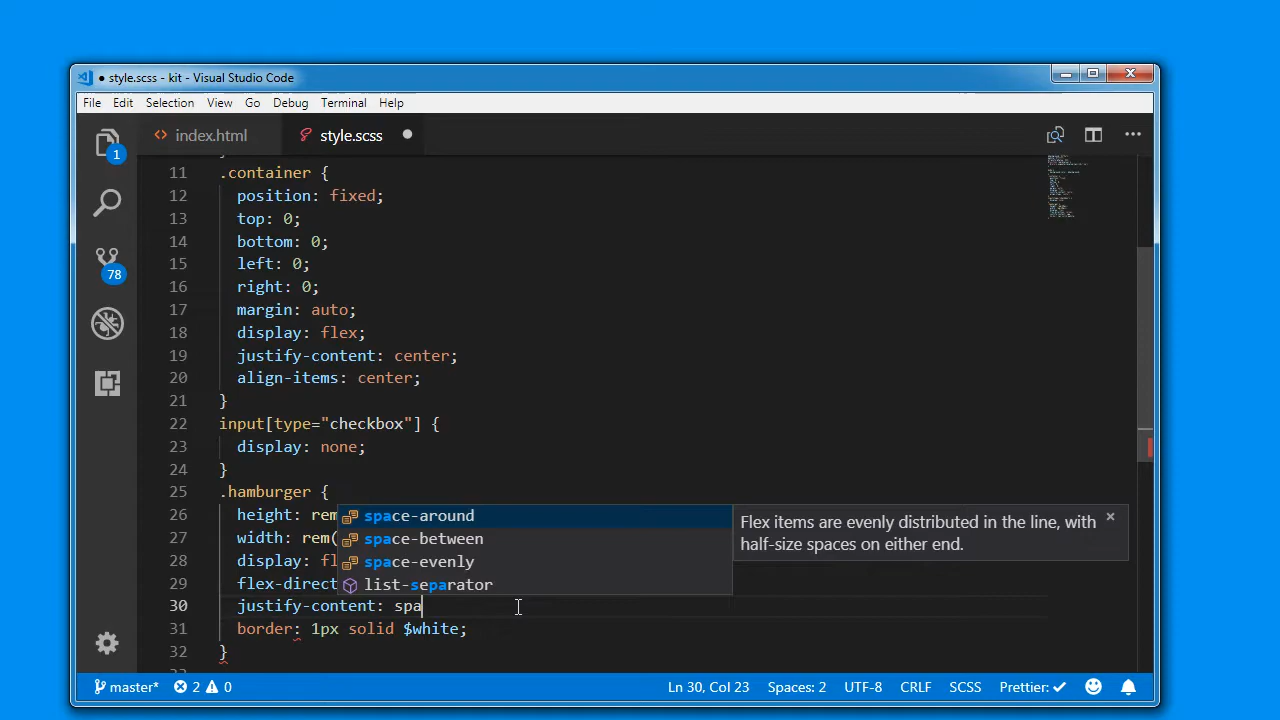 ● style.scss - kit - Visual Studio Code
File Edit Selection View Go Debug Terminal Help
index.html style.scss
1
78
11 .container {
12 position: fixed;
13 top: 0;
14 bottom: 0;
15 left: 0;
16 right: 0;
17 margin: auto;
18 display: flex;
19 justify-content: center;
20 align-items: center;
21 }
22 input[type="checkbox"] {
23 display: none;
24 }
25 .hamburger {
26 height: rem
27 width: rem(
28 display: fl
29 flex-direct
30 justify-content: spa
31 border: 1px solid $white;
32 }
space-around
space-between
space-evenly
list-separator
Flex items are evenly distributed in the line, with
half-size spaces on either end.
master* 2 0 Ln 30, Col 23 Spaces: 2 UTF-8 CRLF SCSS Prettier: ✓